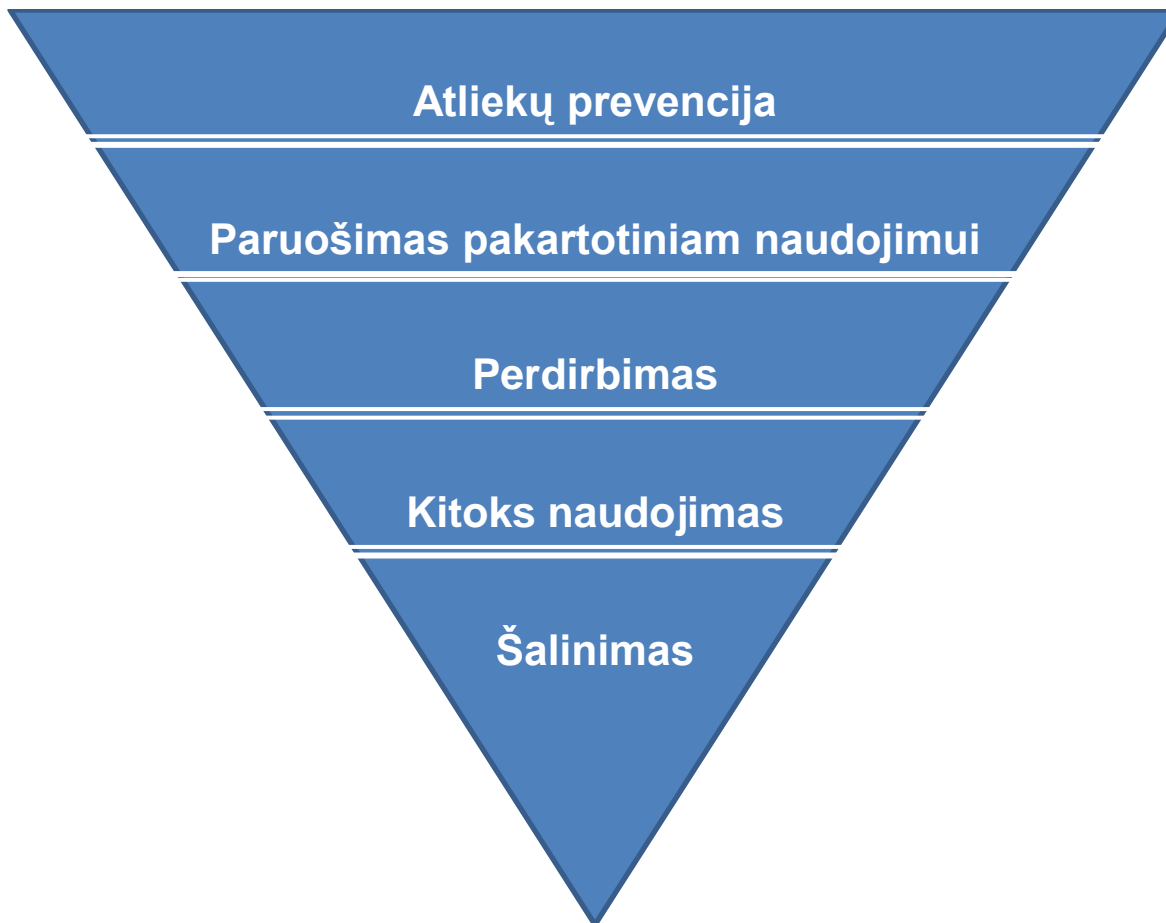 Atliekų prevencija
Paruošimas pakartotiniam naudojimui
Perdirbimas
Kitoks naudojimas
Šalinimas